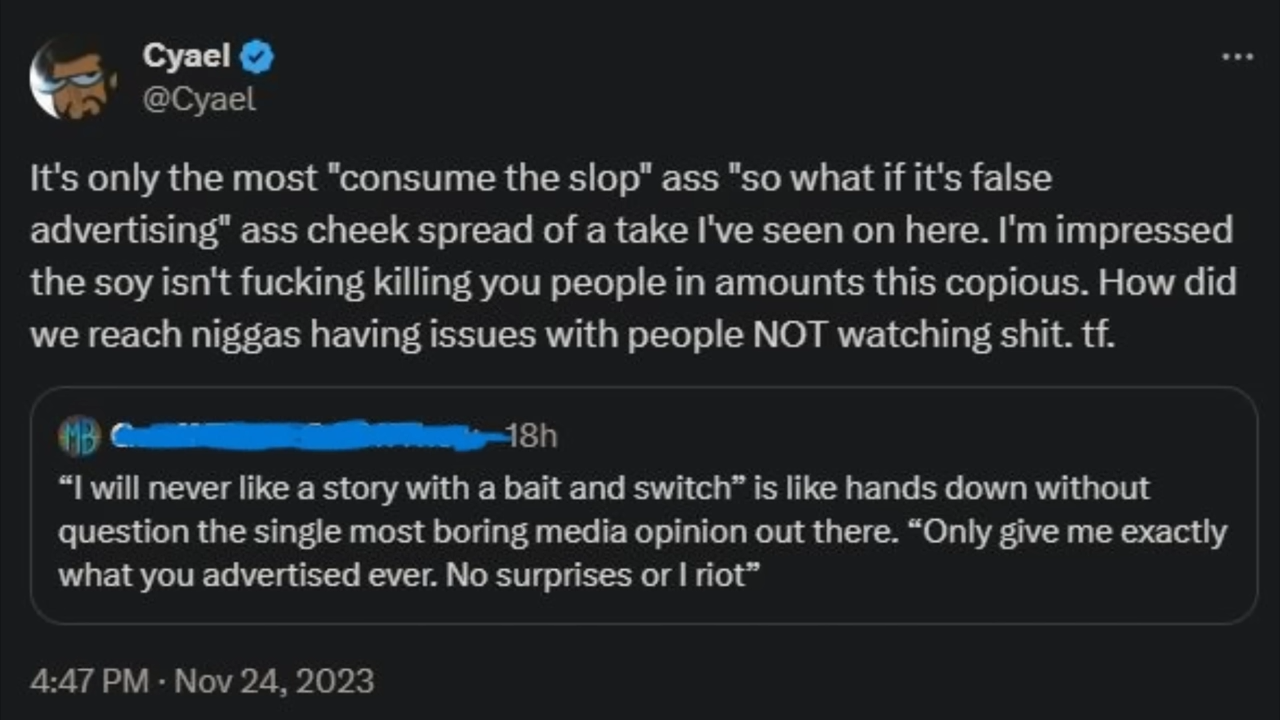 Cyael
@Cyael
It's only the most "consume the slop" ass "so what if it's false
advertising" ass cheek spread of a take I've seen on here. I'm impressed
the soy isn't fucking killing you people in amounts this copious. How did
we reach niggas having issues with people NOT watching shit. tf.
MB
18h
“I will never like a story with a bait and switch” is like hands down without
question the single most boring media opinion out there. “Only give me exactly
what you advertised ever. No surprises or I riot”
4:47 PM · Nov 24, 2023